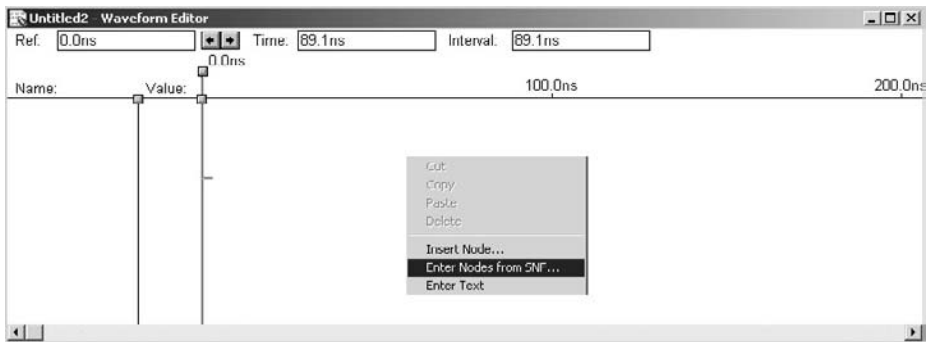 Untitled2 - Waveform Editor
Ref: 0.0ns Time: 89.1ns Interval: 89.1ns
0.0ns
Name: Value: 100.0ns 200.0ns
Cut
Copy
Paste
Delete
Insert Node...
Enter Nodes from SNF...
Enter Text